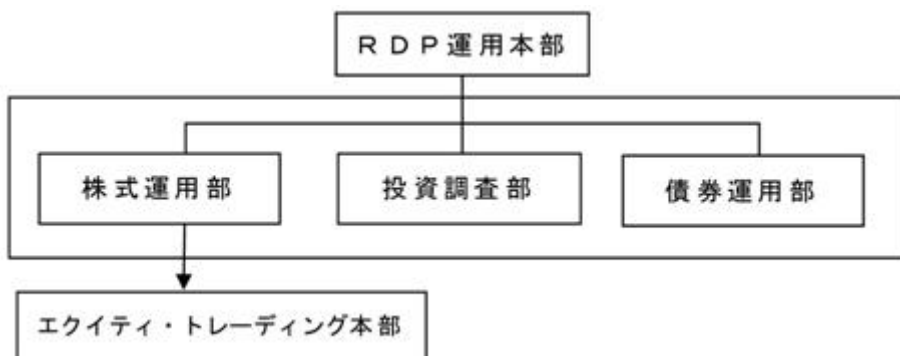 ＲＤＰ運用本部
株式運用部
投資調査部
債券運用部
エクイティ・トレーディング本部